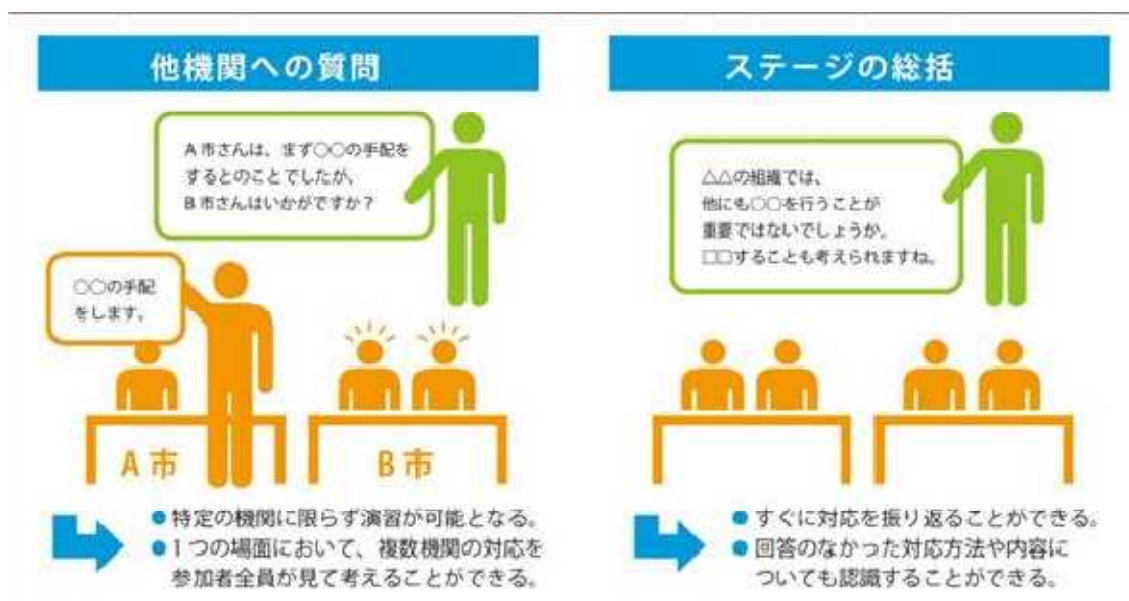 他機関への質問
A市さんは、まず○○の手配を
するとのことでしたが、
B市さんはいかがですか?
○○の手配
をします。
A市
B市
●特定の機関に限らず演習が可能となる。
●1つの場面において、複数機関の対応を
参加者全員が見て考えることができる。
ステージの総括
△△の組織では、
他にも○○を行うことが
重要ではないでしょうか。
□□することも考えられますね。
●すぐに対応を振り返ることができる。
●回答のなかった対応方法や内容に
ついても認識することができる。